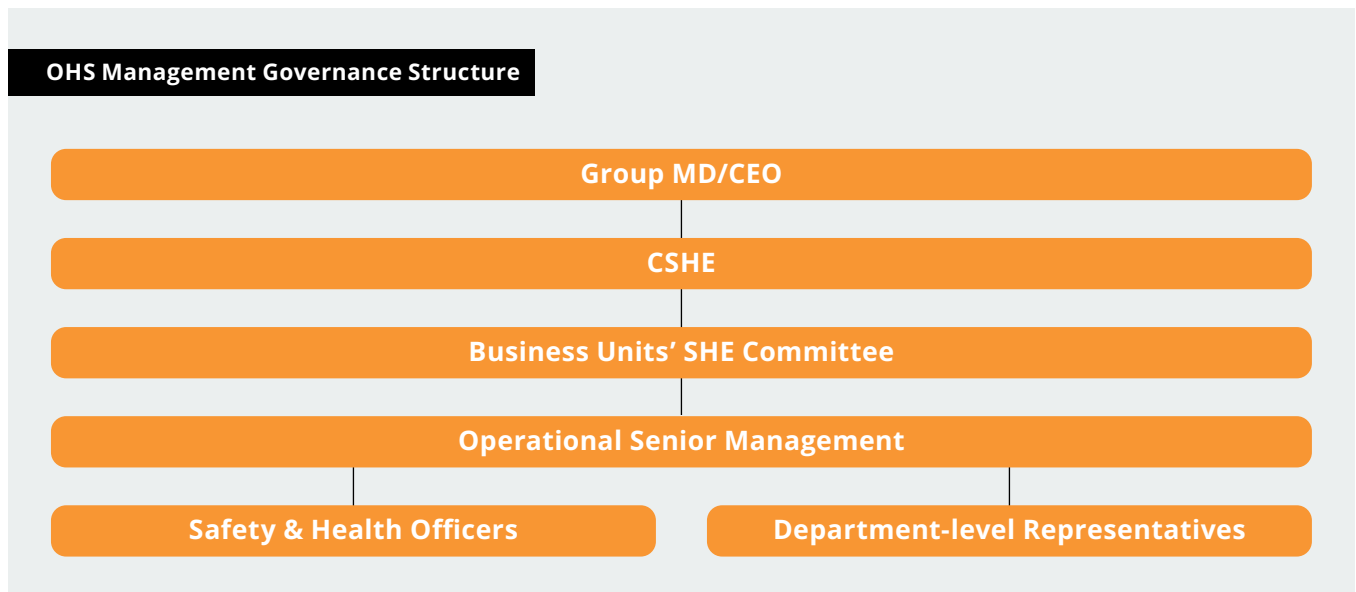 OHS Management Governance Structure
Group MD/CEO
CSHE
Business Units’ SHE Committee
Operational Senior Management
Safety & Health Officers
Department-level Representatives